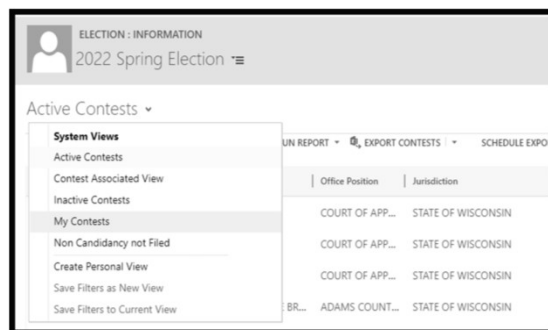 ELECTION : INFORMATION
2022 Spring Election
Active Contests
System Views
UN REPORT EXPORT CONTESTS SCHEDULE EXPO
Active Contests
Contest Associated View
Office Position Jurisdiction
Inactive Contests
My Contests
COURT OF APP... STATE OF WISCONSIN
Non Candidancy not Filed
COURT OF APP... STATE OF WISCONSIN
Create Personal View
COURT OF APP... STATE OF WISCONSIN
Save Filters as New View
Save Filters to Current View
E BR... ADAMS COUNT... STATE OF WISCONSIN